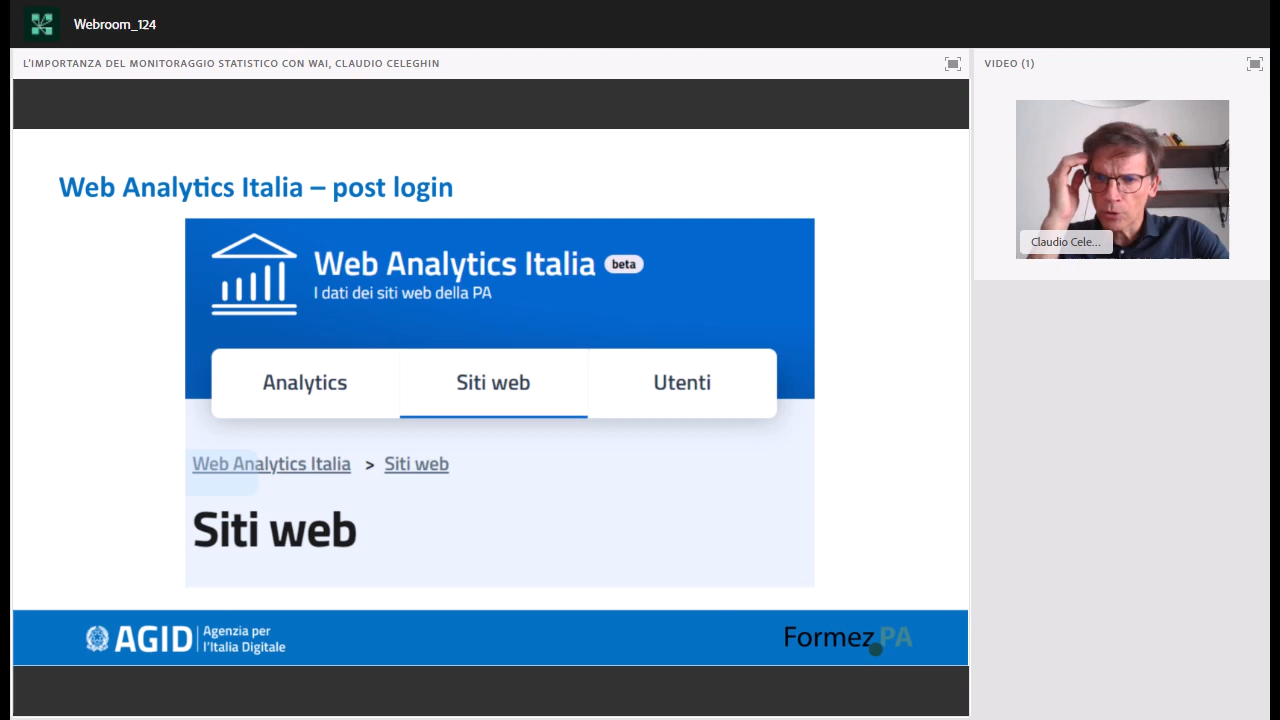 Webroom_124
L'IMPORTANZA DEL MONITORAGGIO STATISTICO CON WAI, CLAUDIO CELEGHIN
VIDEO (1)
Claudio Cele...
Web Analytics Italia – post login
Web Analytics Italia beta
I dati dei siti web della PA
Analytics Siti web Utenti
Web Analytics Italia > Siti web
Siti web
AGID Agenzia per
l'Italia Digitale
Formez PA